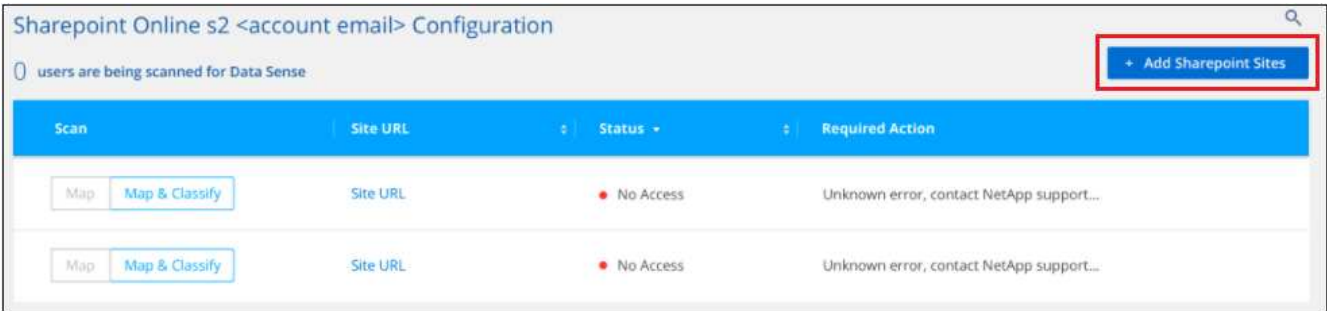 Sharepoint Online s2 <account email> Configuration
0 users are being scanned for Data Sense
+ Add Sharepoint Sites
Scan Site URL Status Required Action
Map Map & Classify Site URL No Access Unknown error, contact NetApp support...
Map Map & Classify Site URL No Access Unknown error, contact NetApp support...